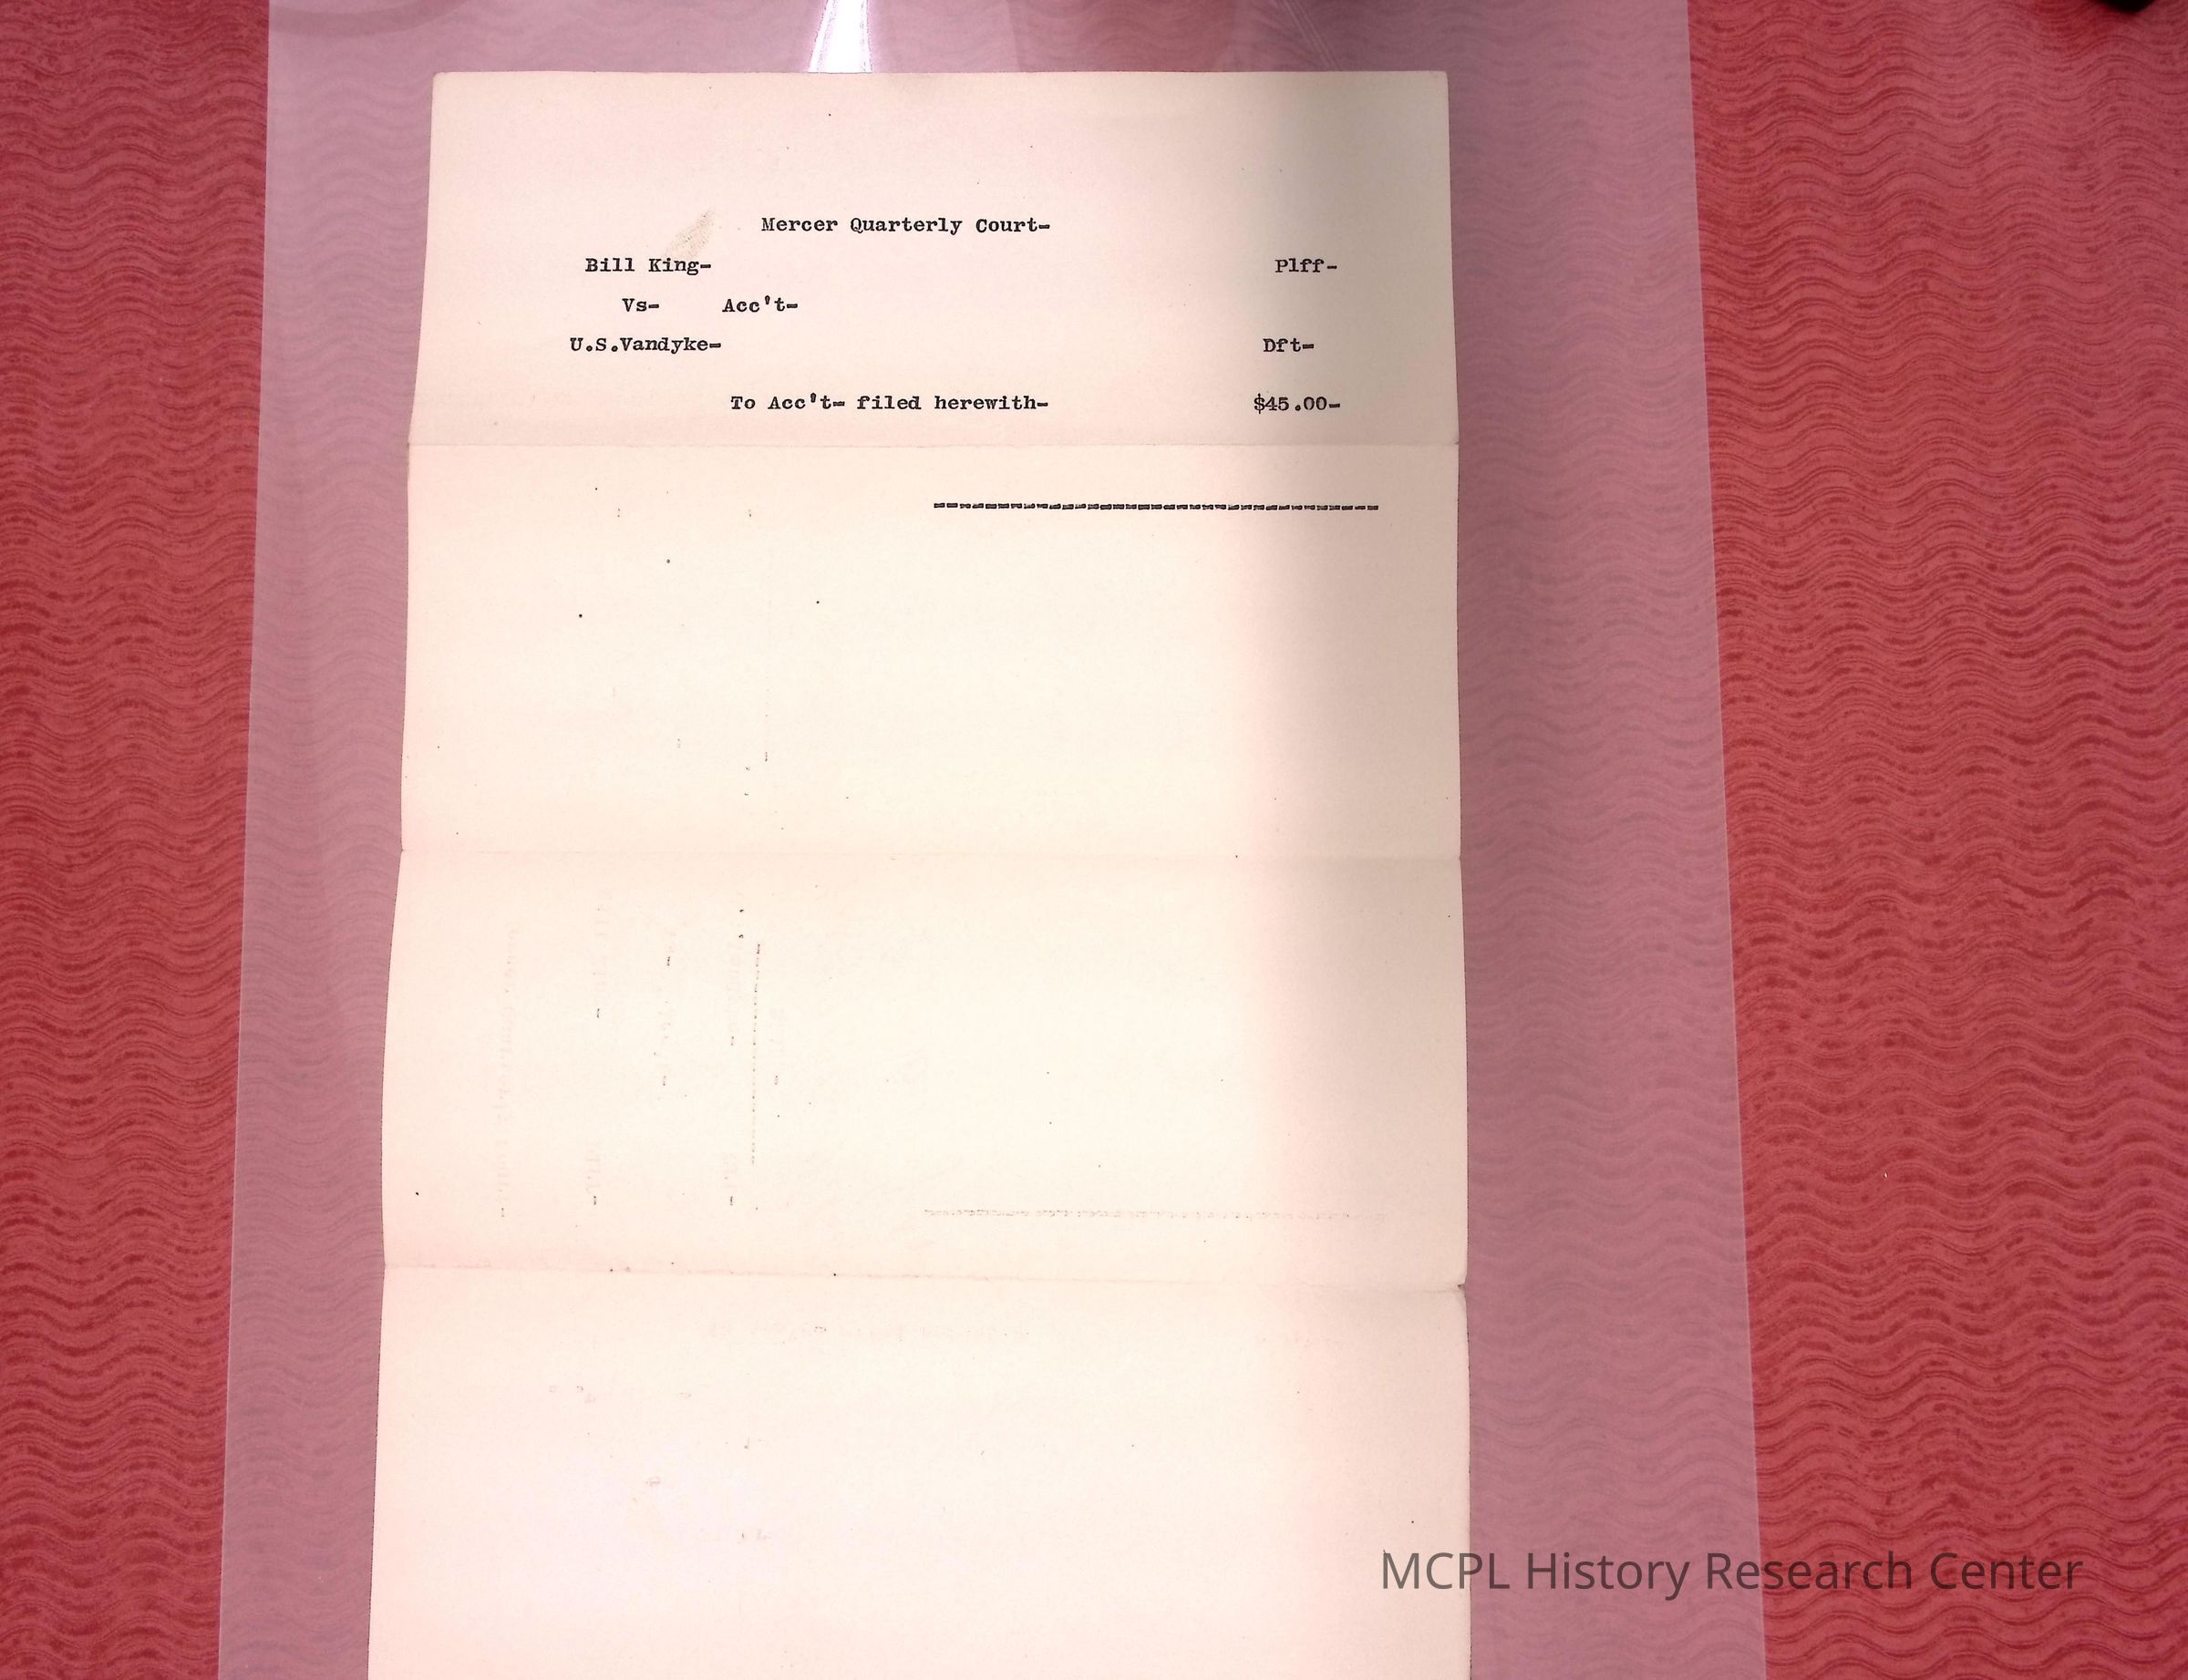 Mercer Quarterly Court-
Bill King- Plff-
Vs- Acc't-
U.S.Vandyke- Dft-
To Acc't- filed herewith- $45.00-
-----------------------------------
MCPL History Research Center